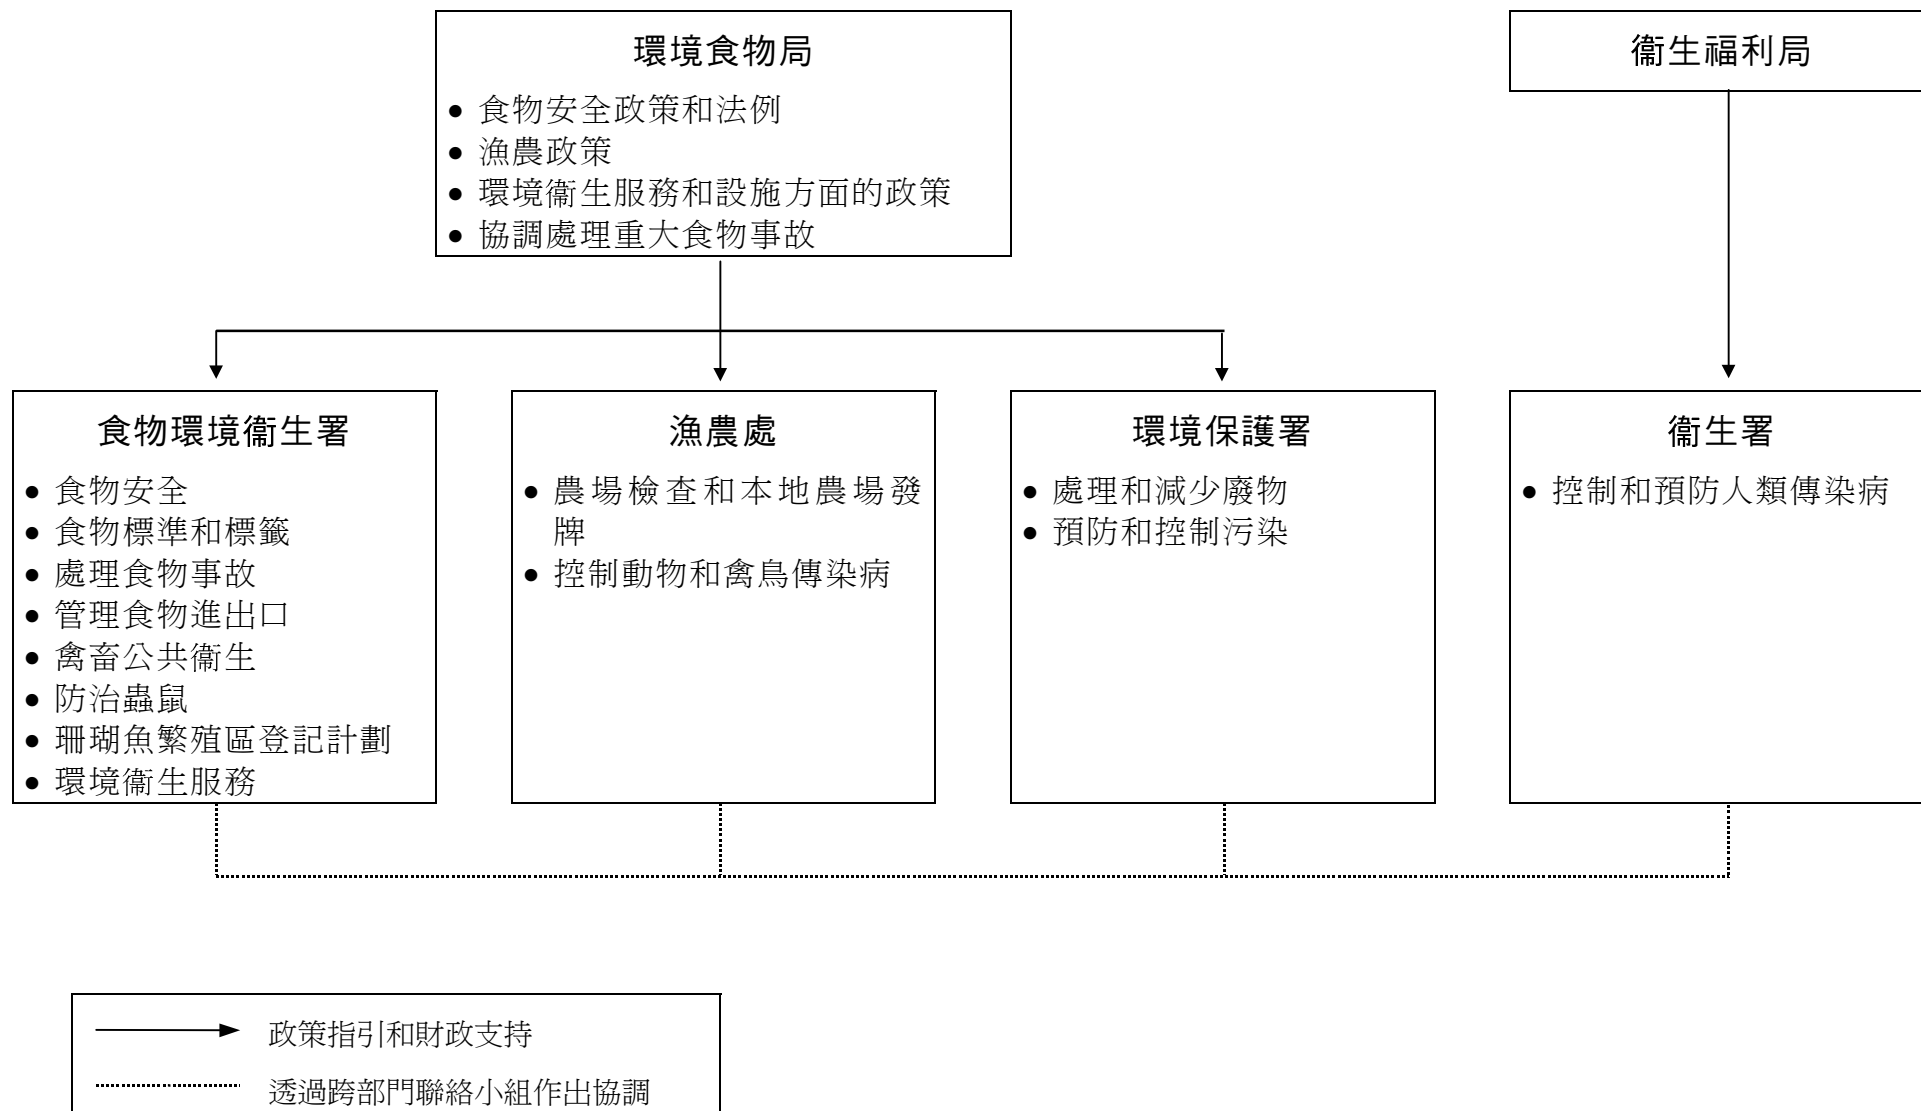 環境食物局
● 食物安全政策和法例
● 漁農政策
● 環境衞生服務和設施方面的政策
● 協調處理重大食物事故
衞生福利局
食物環境衞生署
● 食物安全
● 食物標準和標籤
● 處理食物事故
● 管理食物進出口
● 禽畜公共衞生
● 防治蟲鼠
● 珊瑚魚繁殖區登記計劃
● 環境衞生服務
漁農處
● 農場檢查和本地農場發
牌
● 控制動物和禽鳥傳染病
環境保護署
● 處理和減少廢物
● 預防和控制污染
衞生署
● 控制和預防人類傳染病
政策指引和財政支持
透過跨部門聯絡小組作出協調